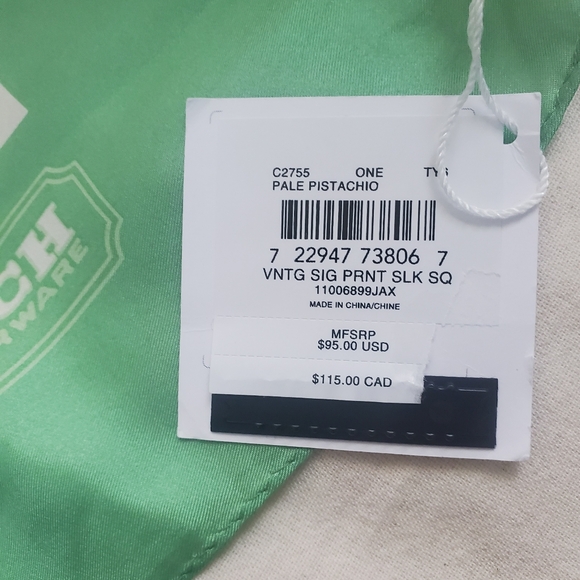 C2755 ONE
PALE PISTACHIO
7 22947 73806 7
VNTG SIG PRNT SLK SQ
11006899JAX
MADE IN CHINA/CHINE
MFSRP
$95.00 USD
$115.00 CAD
CH
RWARE